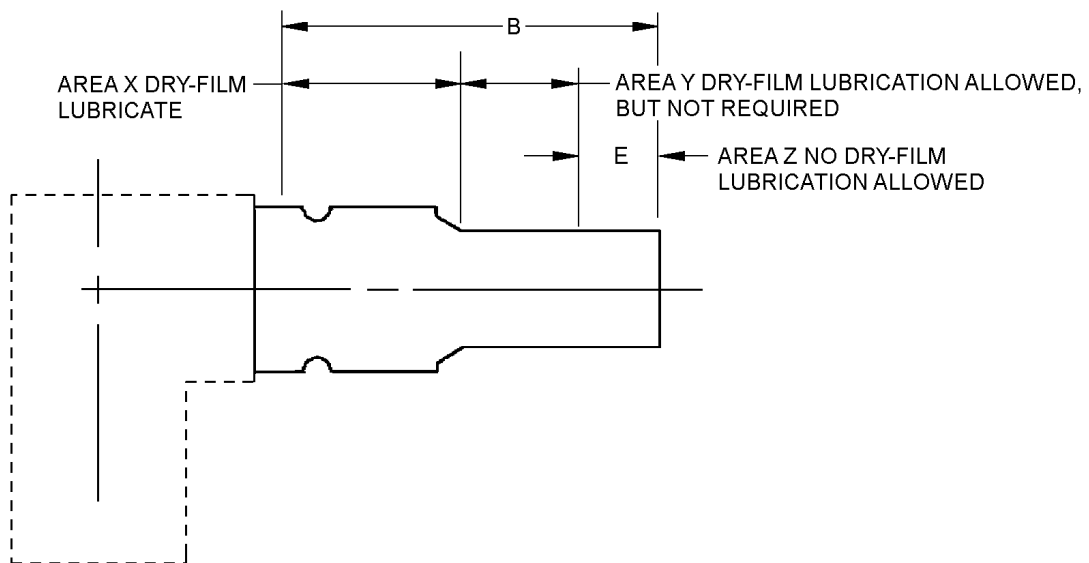 B
AREA X DRY-FILM
LUBRICATE
AREA Y DRY-FILM LUBRICATION ALLOWED,
BUT NOT REQUIRED
E
AREA Z NO DRY-FILM
LUBRICATION ALLOWED